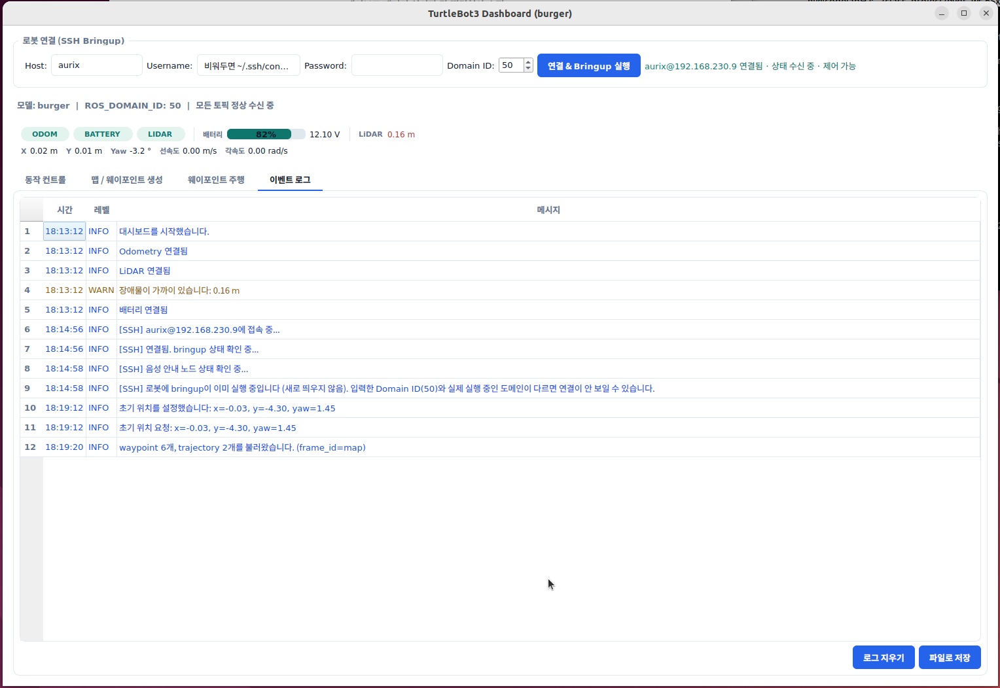 TurtleBot3 Dashboard (burger)
로봇 연결 (SSH Bringup)
Host: aurix Username: 비워두면 ~/.ssh/con... Password: Domain ID: 50 연결 & Bringup 실행 aurix@192.168.230.9 연결됨 · 상태 수신 중 · 제어 가능
모델: burger | ROS_DOMAIN_ID: 50 | 모든 토픽 정상 수신 중
ODOM BATTERY LIDAR 배터리 82% 12.10 V LiDAR 0.16 m
X 0.02 m Y 0.01 m Yaw -3.2 ° 선속도 0.00 m/s 각속도 0.00 rad/s
동작 컨트롤 맵 / 웨이포인트 생성 웨이포인트 주행 이벤트 로그
시간 레벨 메시지
1 18:13:12 INFO 대시보드를 시작했습니다.
2 18:13:12 INFO Odometry 연결됨
3 18:13:12 INFO LiDAR 연결됨
4 18:13:12 WARN 장애물이 가까이 있습니다: 0.16 m
5 18:13:12 INFO 배터리 연결됨
6 18:14:56 INFO [SSH] aurix@192.168.230.9에 접속 중...
7 18:14:56 INFO [SSH] 연결됨. bringup 상태 확인 중...
8 18:14:58 INFO [SSH] 음성 안내 노드 상태 확인 중...
9 18:14:58 INFO [SSH] 로봇에 bringup이 이미 실행 중입니다 (새로 띄우지 않음). 입력한 Domain ID(50)와 실제 실행 중인 도메인이 다르면 연결이 안 보일 수 있습니다.
10 18:19:12 INFO 초기 위치를 설정했습니다: x=-0.03, y=-4.30, yaw=1.45
11 18:19:12 INFO 초기 위치 요청: x=-0.03, y=-4.30, yaw=1.45
12 18:19:20 INFO waypoint 6개, trajectory 2개를 불러왔습니다. (frame_id=map)
로그 지우기 파일로 저장